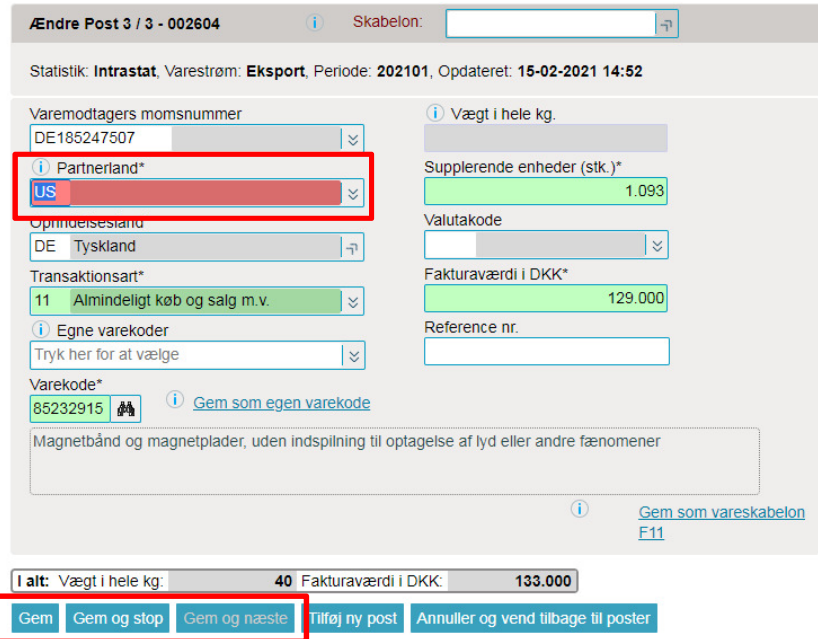 Ændre Post 3 / 3 - 002604 Skabelon:
Statistik: Intrastat, Varestrøm: Eksport, Periode: 202101, Opdateret: 15-02-2021 14:52
Varemodtagers momsnummer
DE185247507
Partnerland*
US
Oprindelsesland
DE Tyskland
Transaktionsart*
11 Almindeligt køb og salg m.v.
Egne varekoder
Tryk her for at vælge
Varekode*
85232915 Gem som egen varekode
Vægt i hele kg.
Supplerende enheder (stk.)*
1.093
Valutakode
Fakturaværdi i DKK*
129.000
Reference nr.
Magnetbånd og magnetplader, uden indspilning til optagelse af lyd eller andre fænomener
Gem som vareskabelon
F11
I alt: Vægt i hele kg: 40 Fakturaværdi i DKK: 133.000
Gem Gem og stop Gem og næste Tilføj ny post Annuller og vend tilbage til poster